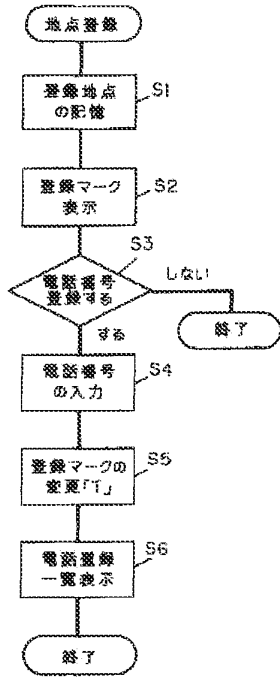 地点登録
登録地点
の記憶
S1
登録マーク
表示
S2
S3
電話番号
登録する
しない
終了
する
電話番号
の入力
S4
登録マークの
変更「T」
S5
電話登録
一覧表示
S6
終了